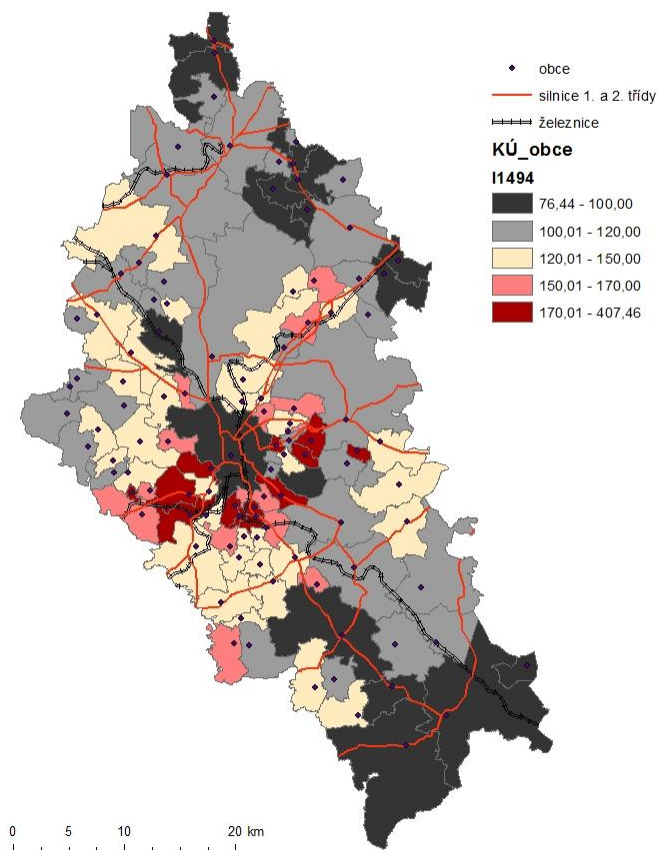 obce
silnice 1. a 2. třídy
železnice
KÚ_obce
I1494
76,44 - 100,00
100,01 - 120,00
120,01 - 150,00
150,01 - 170,00
170,01 - 407,46
0 5 10 20 km